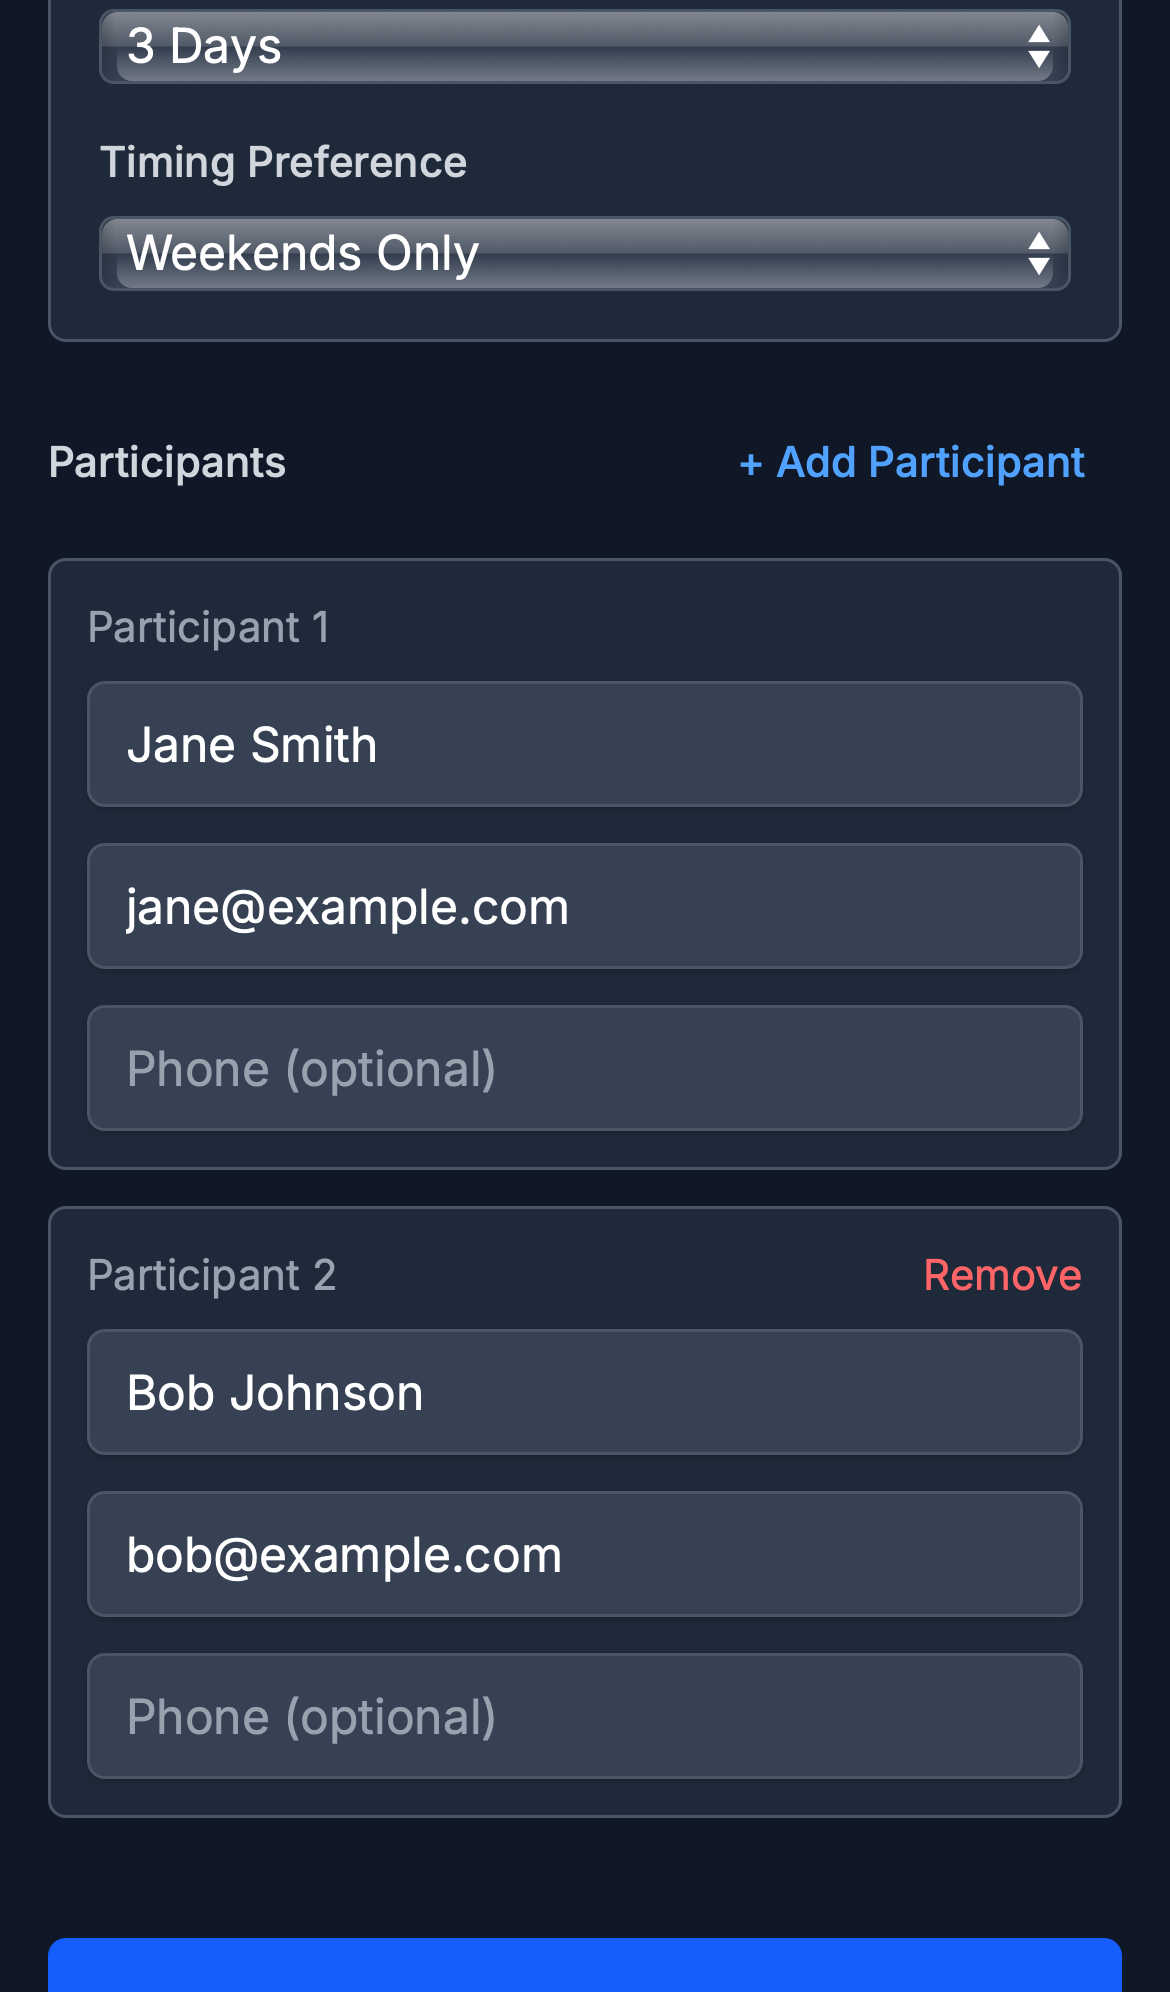 3 Days
Timing Preference
Weekends Only
Participants
+ Add Participant
Participant 1
Jane Smith
jane@example.com
Phone (optional)
Participant 2
Remove
Bob Johnson
bob@example.com
Phone (optional)